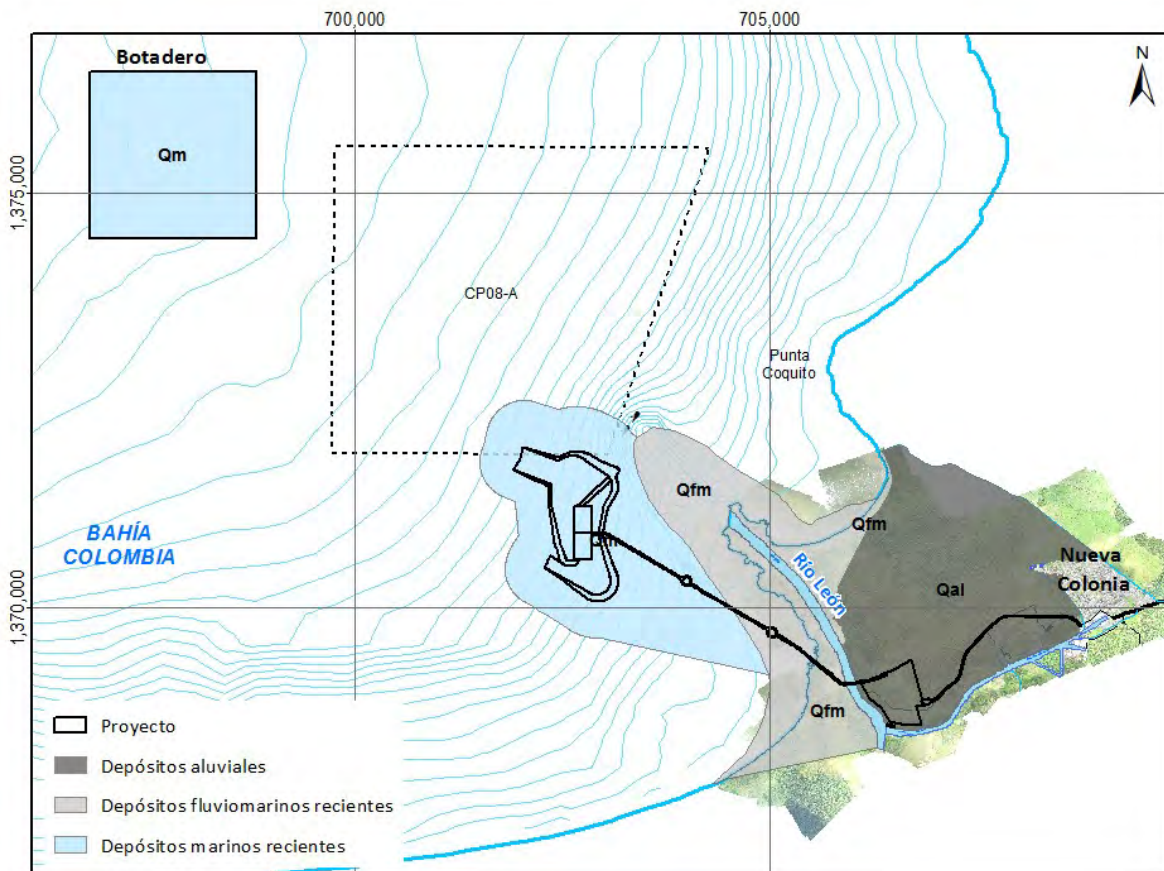 700,000
705,000
Botadero
N
Qm
1,375,000
CP08-A
Punta
Coquito
Qfm
Qfm
BAHÍA
COLOMBIA
Río León
Nueva
Colonia
Qal
1,370,000
Qfm
Proyecto
Depósitos aluviales
Depósitos fluviomarinos recientes
Depósitos marinos recientes